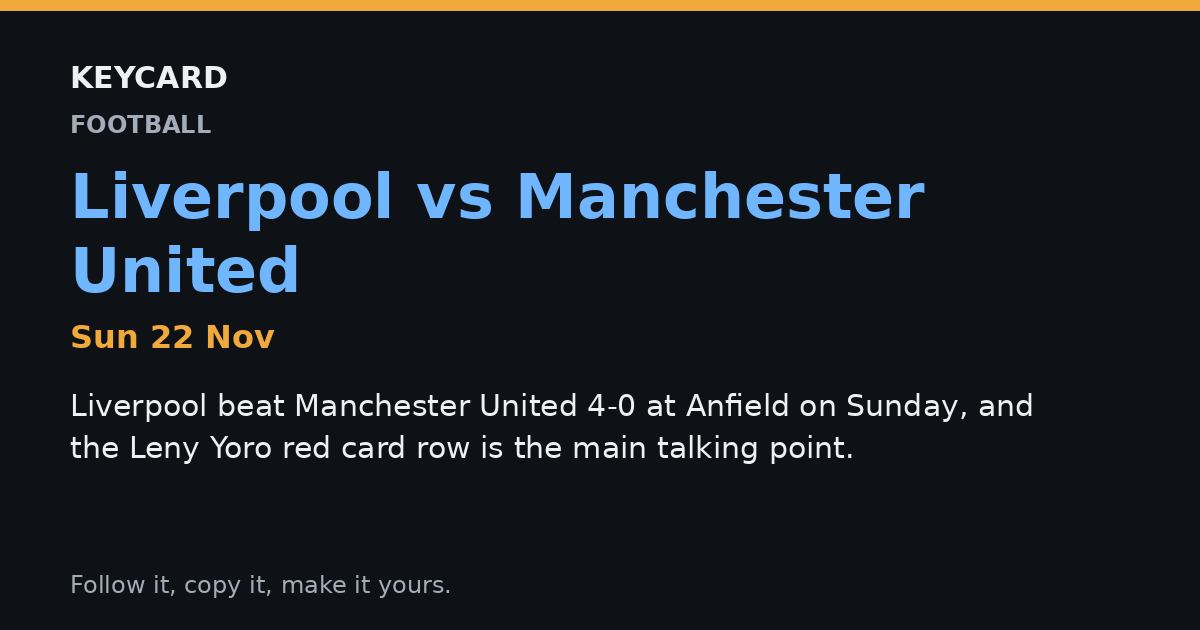 KEYCARD
FOOTBALL
Liverpool vs Manchester
United
Sun 22 Nov
Liverpool beat Manchester United 4-0 at Anfield on Sunday, and
the Leny Yoro red card row is the main talking point.
Follow it, copy it, make it yours.